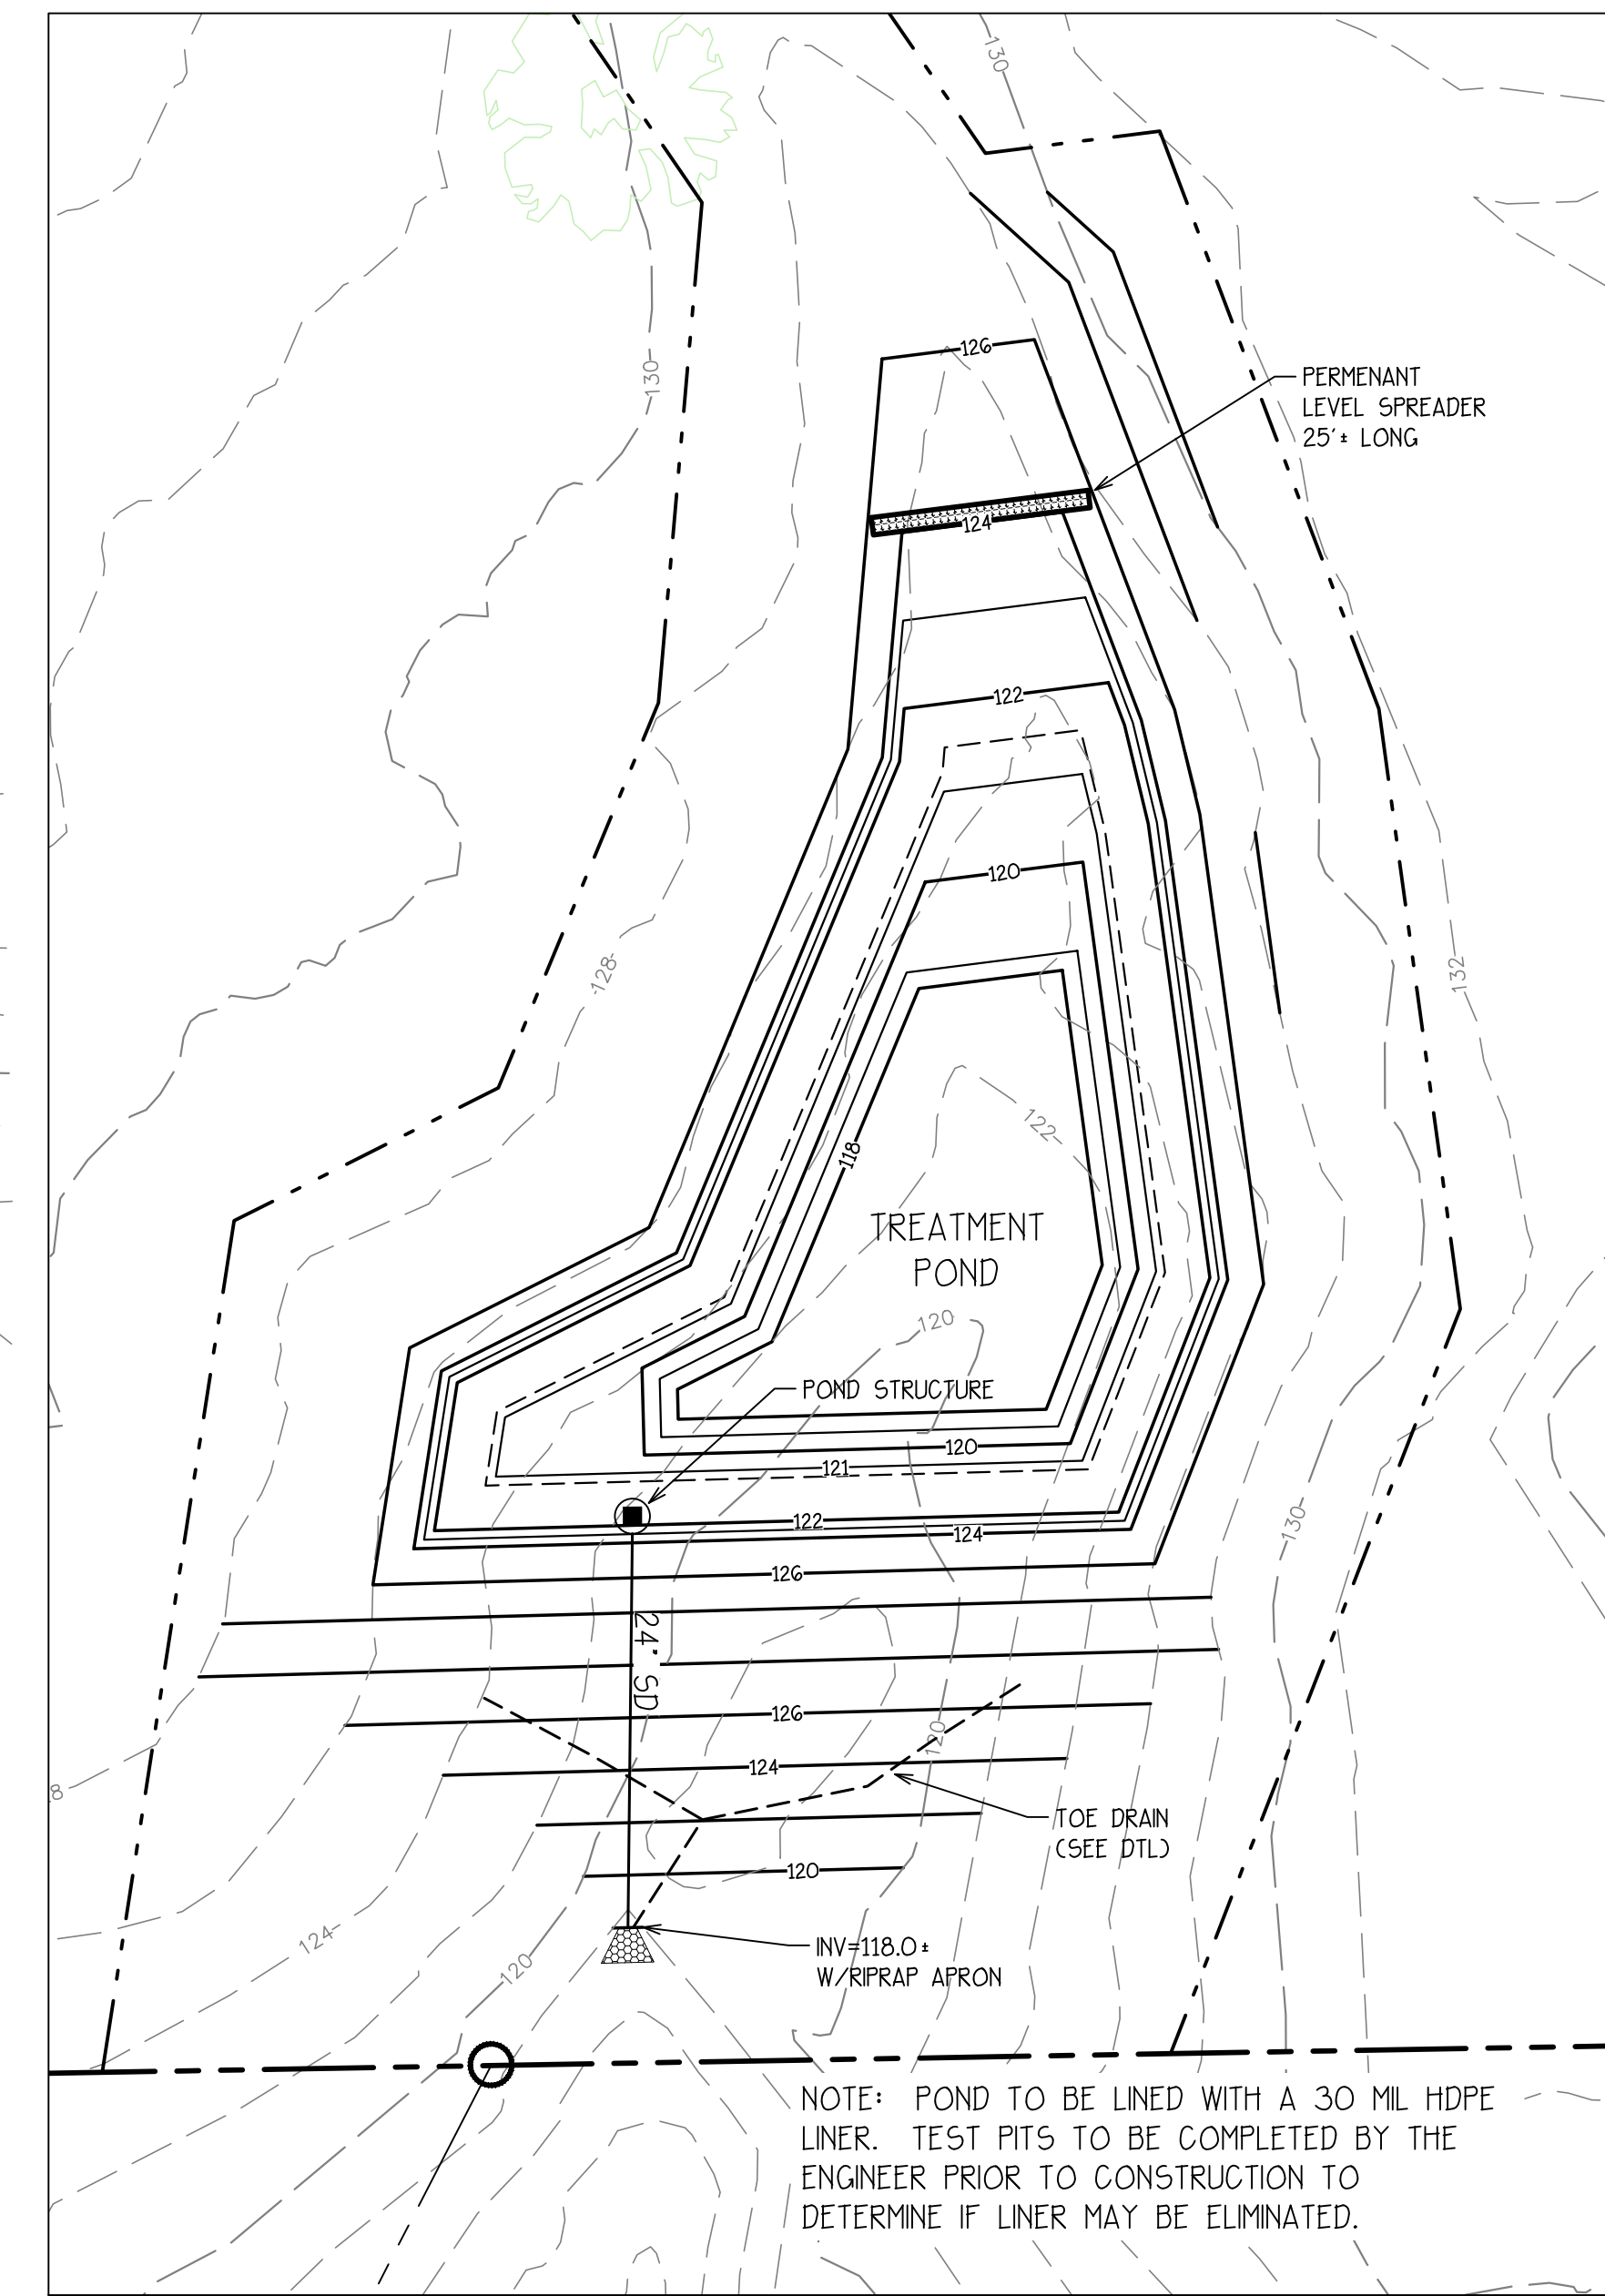 130
126
130
PERMENANT
LEVEL SPREADER
25'± LONG
124
122
120
-128-
132
118
122-
TREATMENT
POND
120
POND STRUCTURE
120
121
122
124
126
130-
24" SD
126
120
124
8
TOE DRAIN
(SEE DTL)
120
124
120
INV=118.0±
W/RIPRAP APRON
NOTE: POND TO BE LINED WITH A 30 MIL HDPE
LINER. TEST PITS TO BE COMPLETED BY THE
ENGINEER PRIOR TO CONSTRUCTION TO
DETERMINE IF LINER MAY BE ELIMINATED.